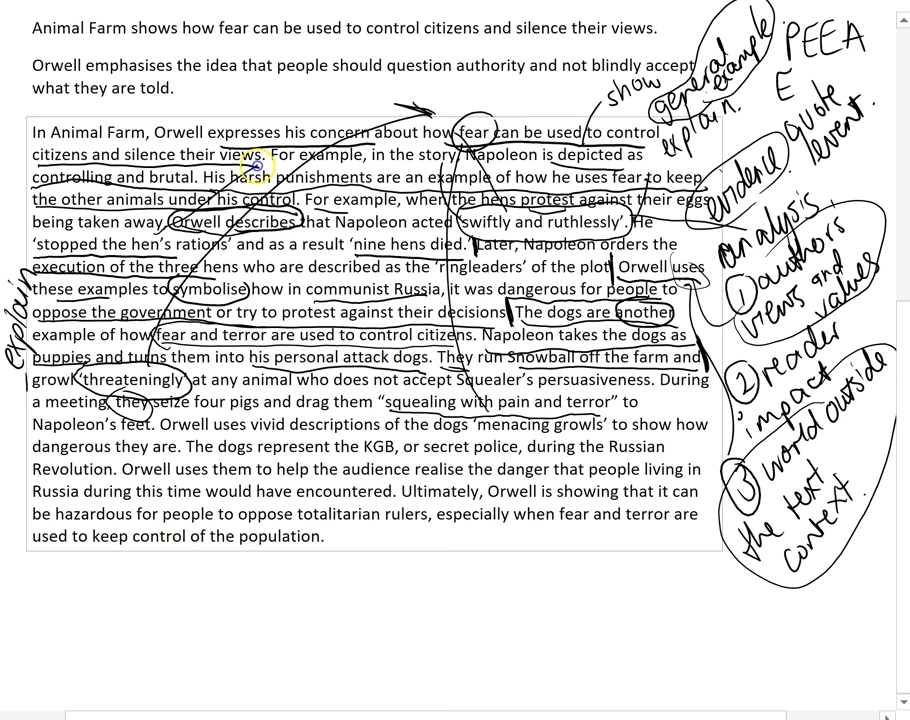 Animal Farm shows how fear can be used to control citizens and silence their views.
Orwell emphasises the idea that people should question authority and not blindly accept
what they are told.
In Animal Farm, Orwell expresses his concern about how fear can be used to control
citizens and silence their views. For example, in the story, Napoleon is depicted as
controlling and brutal. His harsh punishments are an example of how he uses fear to keep
the other animals under his control. For example, when the hens protest against their eggs
being taken away, Orwell describes that Napoleon acted ‘swiftly and ruthlessly’. He
‘stopped the hen’s rations’ and as a result ‘nine hens died.’ Later, Napoleon orders the
execution of the three hens who are described as the ‘ringleaders’ of the plot. Orwell uses
these examples to symbolise how in communist Russia, it was dangerous for people to
oppose the government or try to protest against their decisions. The dogs are another
example of how fear and terror are used to control citizens. Napoleon takes the dogs as
puppies and turns them into his personal attack dogs. They run Snowball off the farm and
growl ‘threateningly’ at any animal who does not accept Squealer’s persuasiveness. During
a meeting, they seize four pigs and drag them “squealing with pain and terror” to
Napoleon’s feet. Orwell uses vivid descriptions of the dogs ‘menacing growls’ to show how
dangerous they are. The dogs represent the KGB, or secret police, during the Russian
Revolution. Orwell uses them to help the audience realise the danger that people living in
Russia during this time would have encountered. Ultimately, Orwell is showing that it can
be hazardous for people to oppose totalitarian rulers, especially when fear and terror are
used to keep control of the population.
explain
show
general
example
explain.
PEEA
E
evidence
quote
event.
analysis
① authors
views and
values
② reader
impact
③ world outside
the text
context.